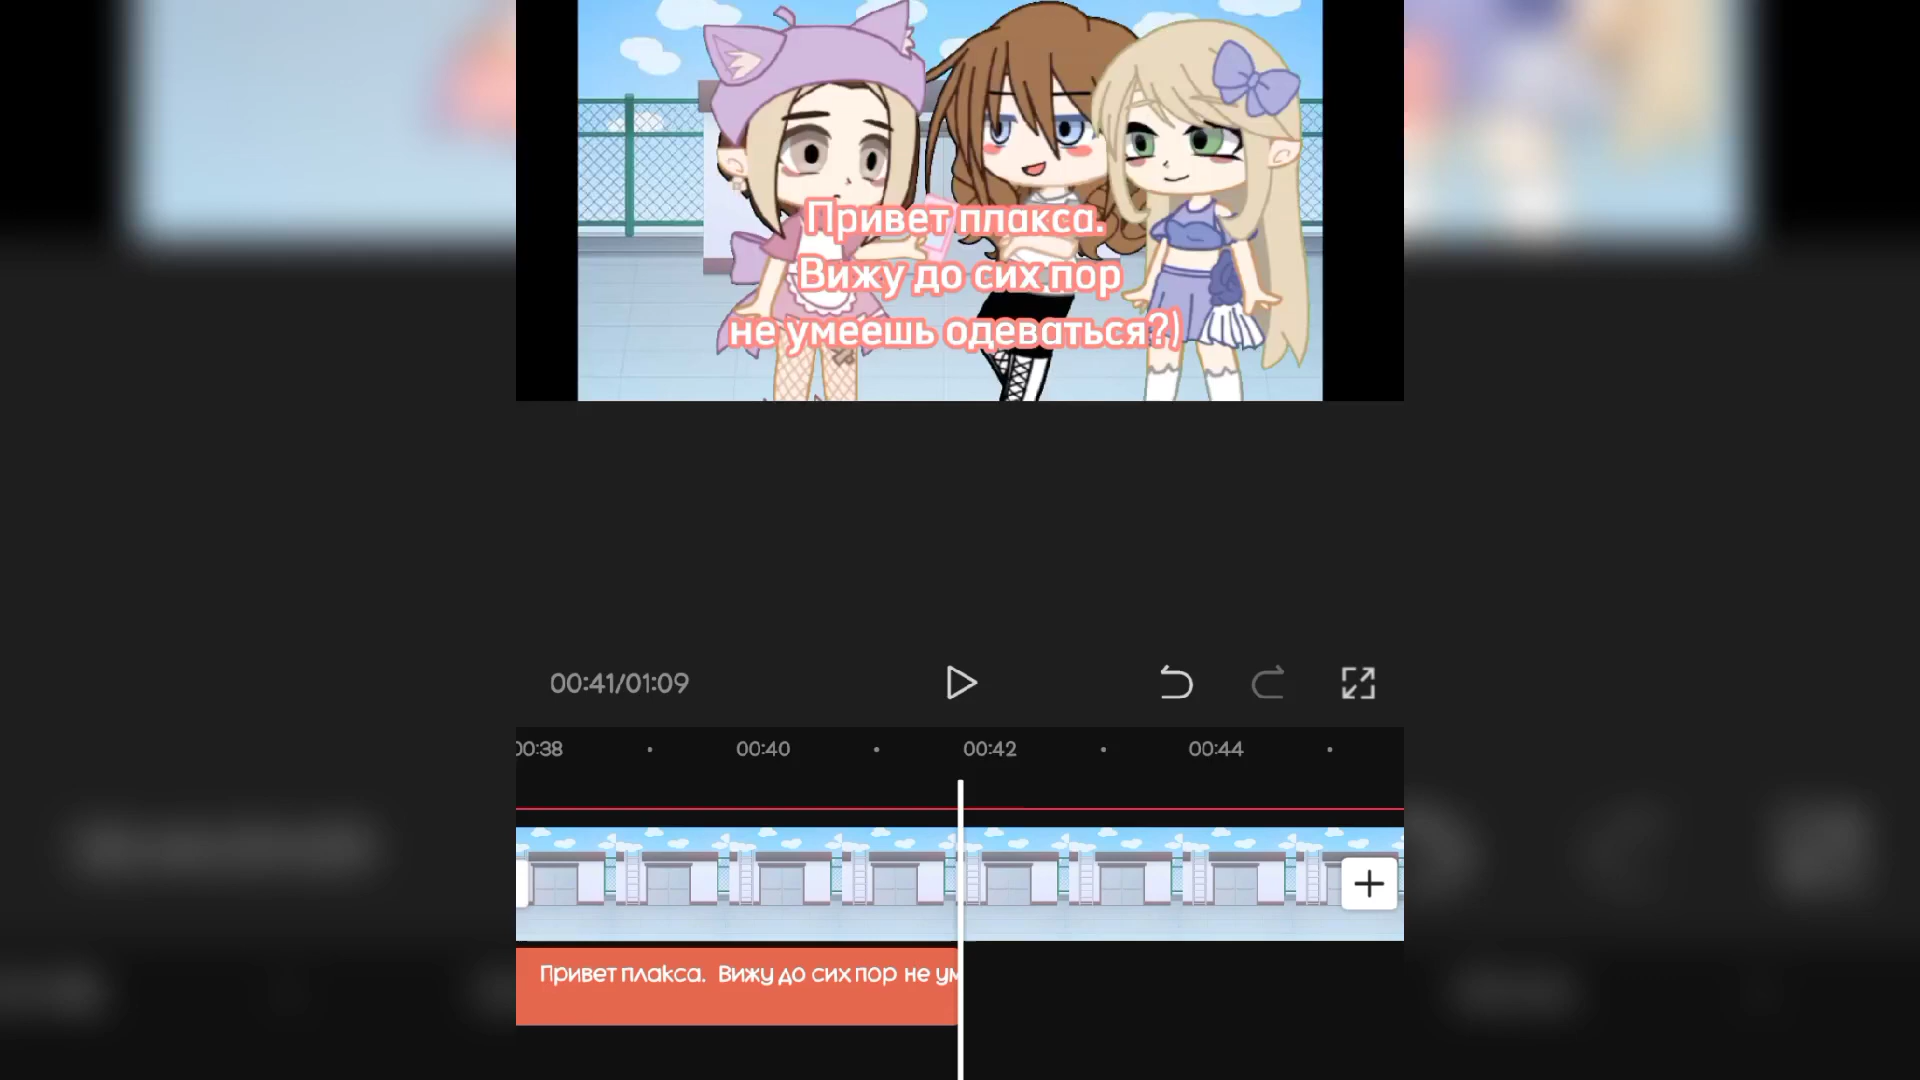 Привет плакса.
Вижу до сих пор
не умеешь одеваться?)
00:41/01:09
00:38 00:40 00:42 00:44
Привет плакса. Вижу до сих пор не ум